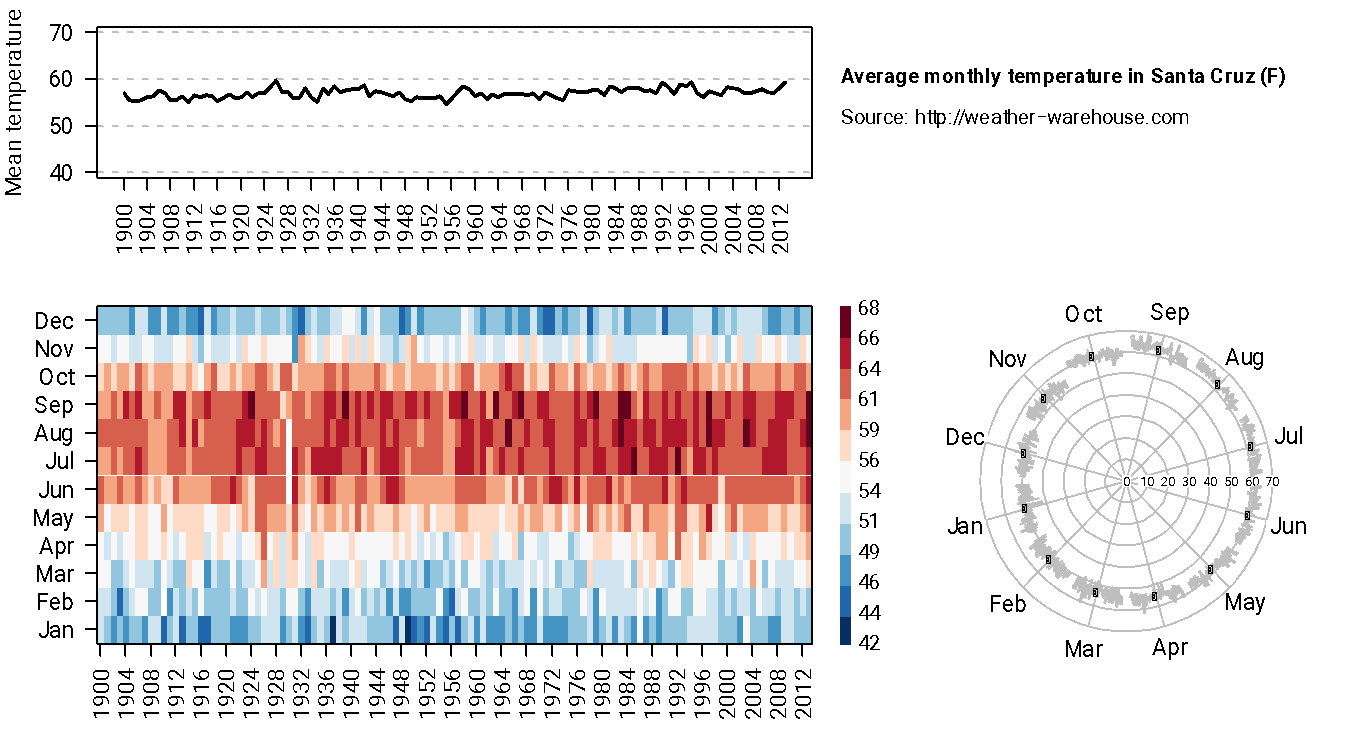 Mean temperature
70
60
50
40
1900 1904 1908 1912 1916 1920 1924 1928 1932 1936 1940 1944 1948 1952 1956 1960 1964 1968 1972 1976 1980 1984 1988 1992 1996 2000 2004 2008 2012
Average monthly temperature in Santa Cruz (F)
Source: http://weather-warehouse.com
Dec
Nov
Oct
Sep
Aug
Jul
Jun
May
Apr
Mar
Feb
Jan
1900 1904 1908 1912 1916 1920 1924 1928 1932 1936 1940 1944 1948 1952 1956 1960 1964 1968 1972 1976 1980 1984 1988 1992 1996 2000 2004 2008 2012
68
66
64
61
59
56
54
51
49
46
44
42
Oct Sep
Nov Aug
Dec Jul
0 10 20 30 40 50 60 70
Jan Jun
Feb May
Mar Apr